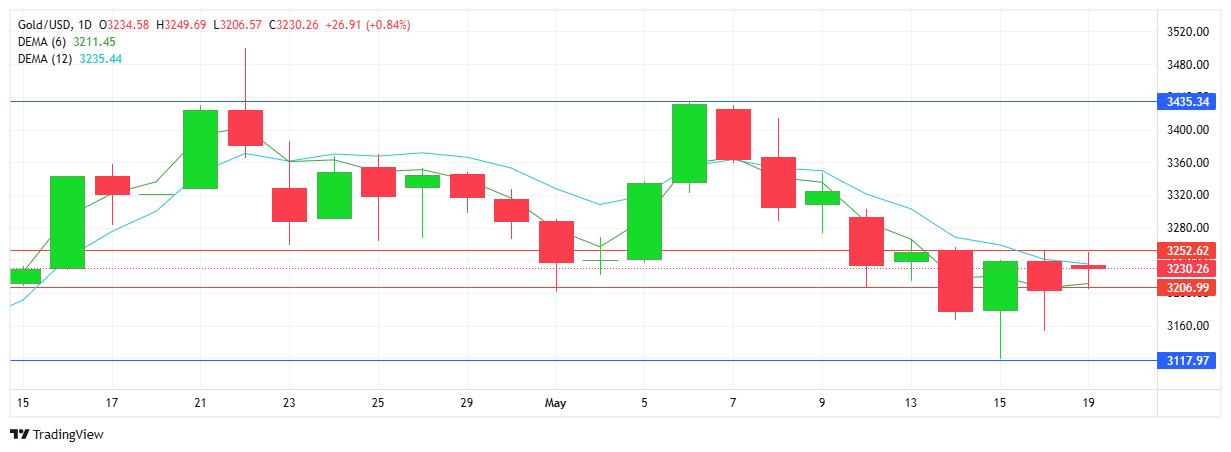 Gold/USD, 1D O3234.58 H3249.69 L3206.57 C3230.26 +26.91 (+0.84%)
DEMA (6) 3211.45
DEMA (12) 3235.44
3520.00
3480.00
3435.34
3400.00
3360.00
3320.00
3280.00
3252.62
3230.26
3206.99
3160.00
3117.97
15 17 21 23 25 29 May 5 7 9 13 15 19
TradingView